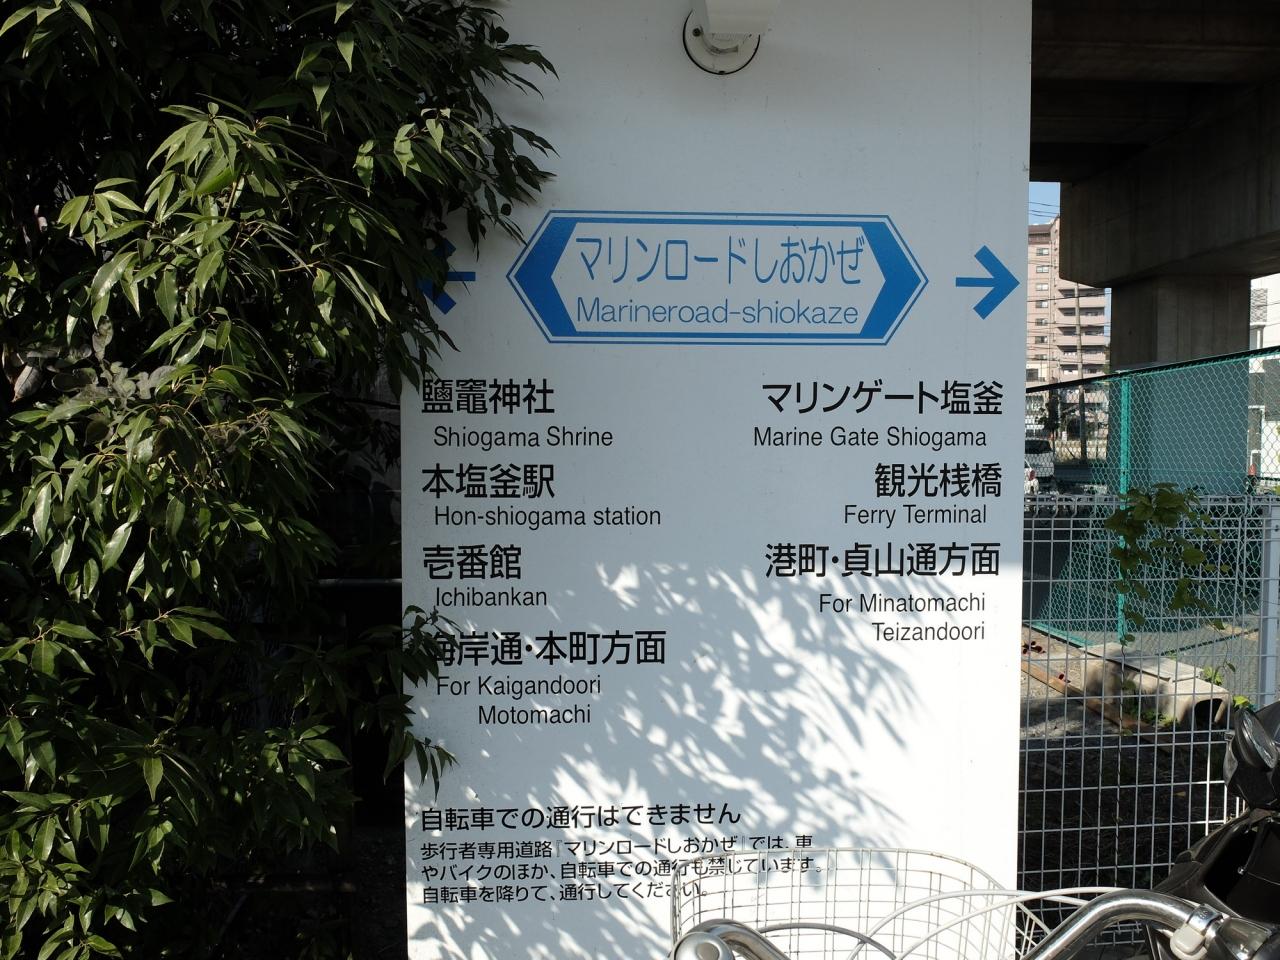 マリンロードしおかぜ
Marineroad-shiokaze
鹽竈神社
Shiogama Shrine
本塩釜駅
Hon-shiogama station
壱番館
Ichibankan
海岸通・本町方面
For Kaigandoori
Motomachi
マリンゲート塩釜
Marine Gate Shiogama
観光桟橋
Ferry Terminal
港町・貞山通方面
For Minatomachi
Teizandoori
自転車での通行はできません
歩行者専用道路『マリンロードしおかぜ』では、車
やバイクのほか、自転車での通行も禁じています。
自転車を降りて、通行してください。